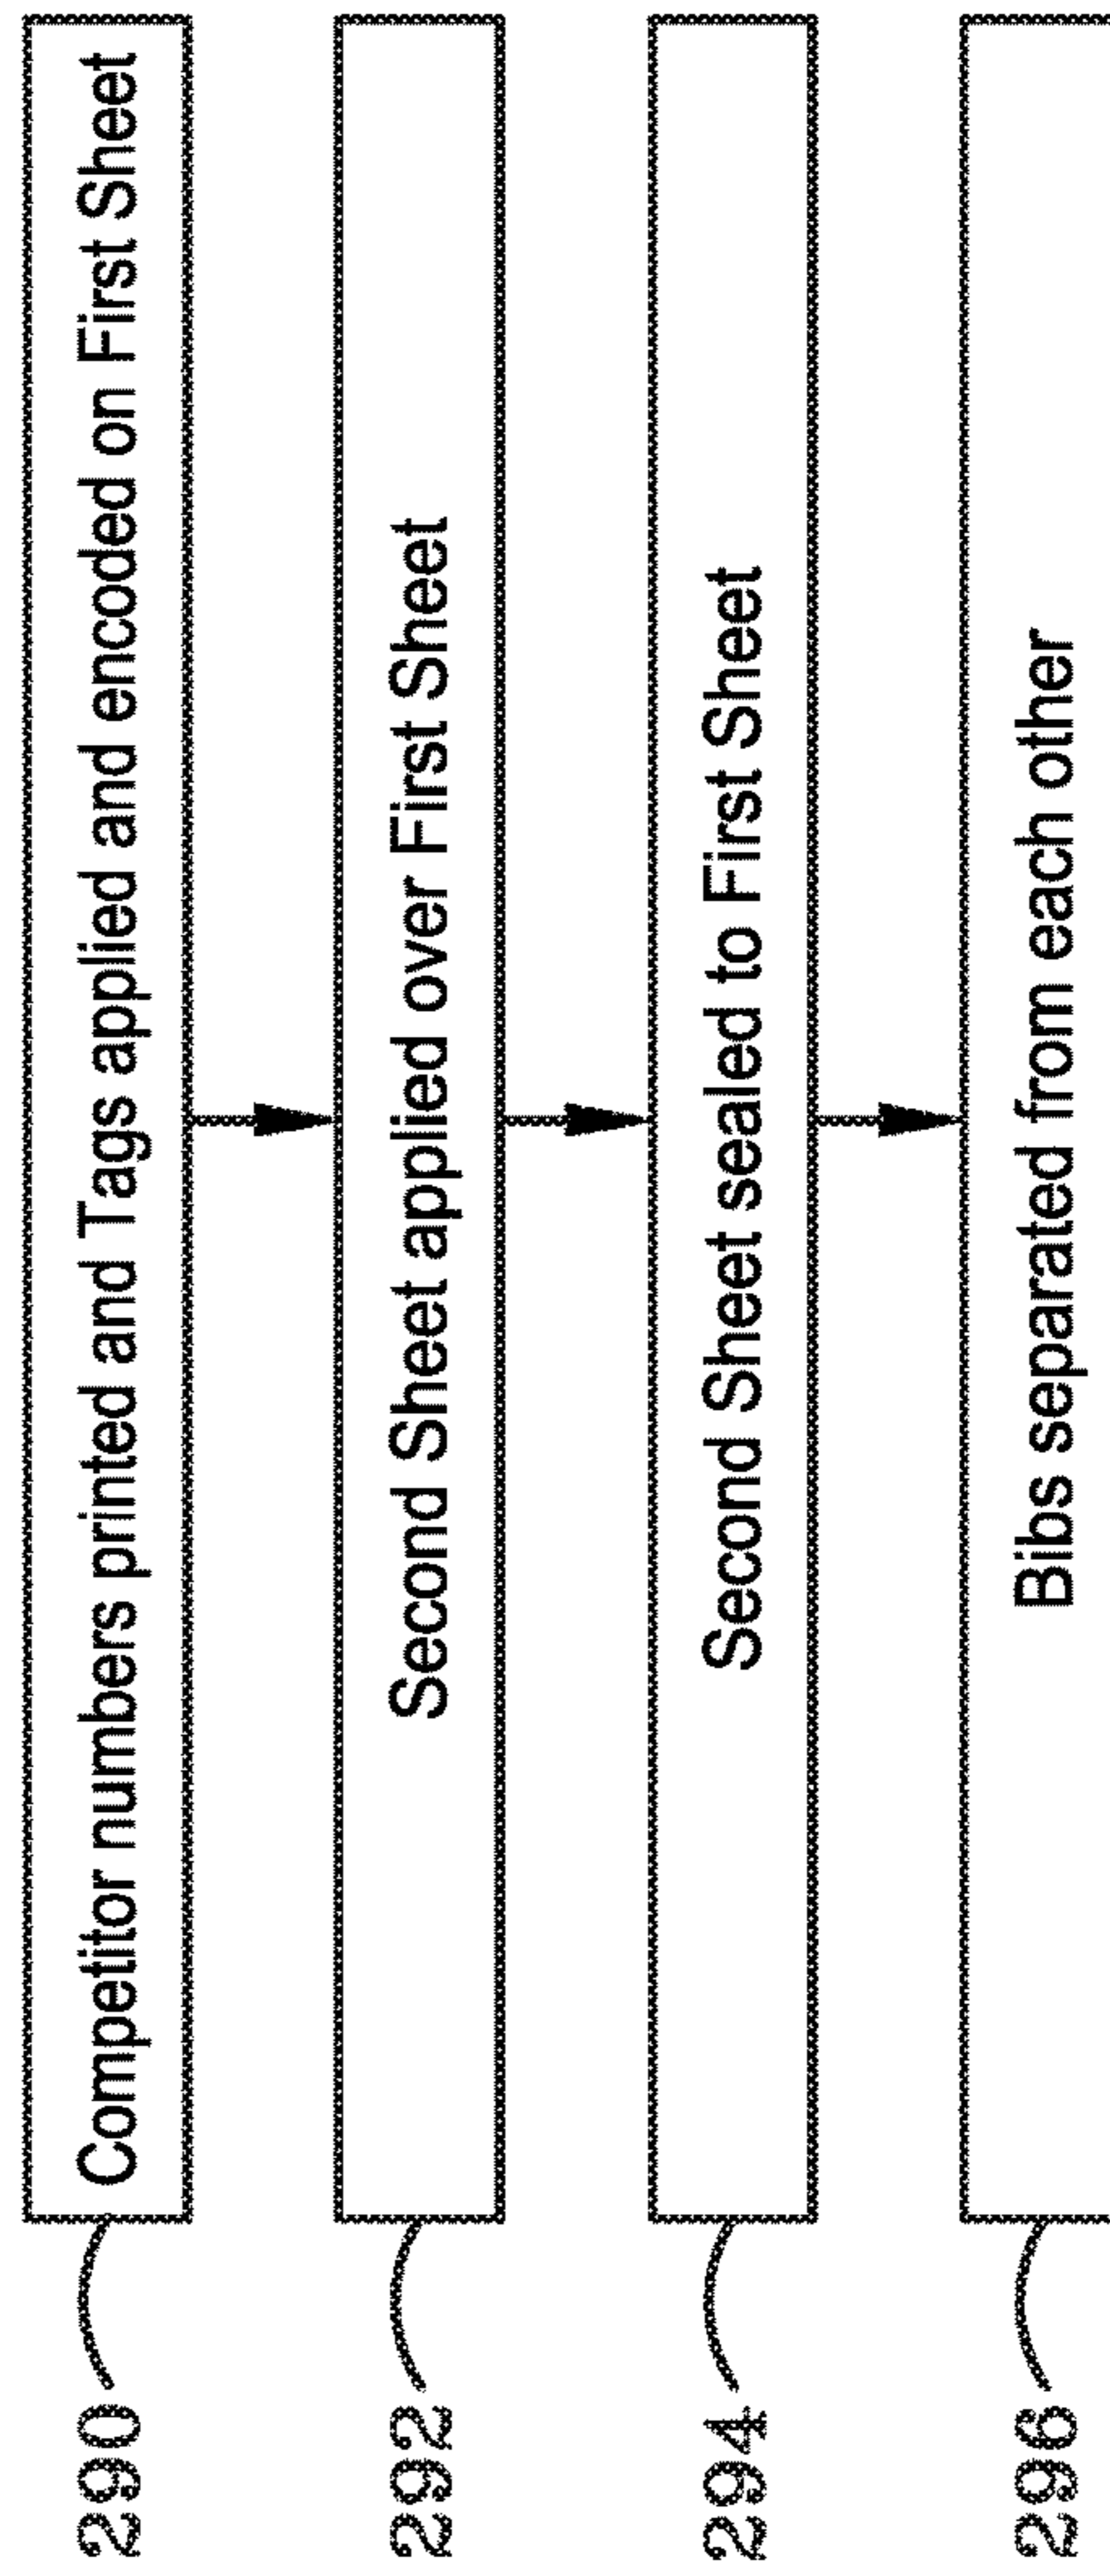 290 Competitor numbers printed and Tags applied and encoded on First Sheet
292 Second Sheet applied over First Sheet
294 Second Sheet sealed to First Sheet
296 Bibs separated from each other